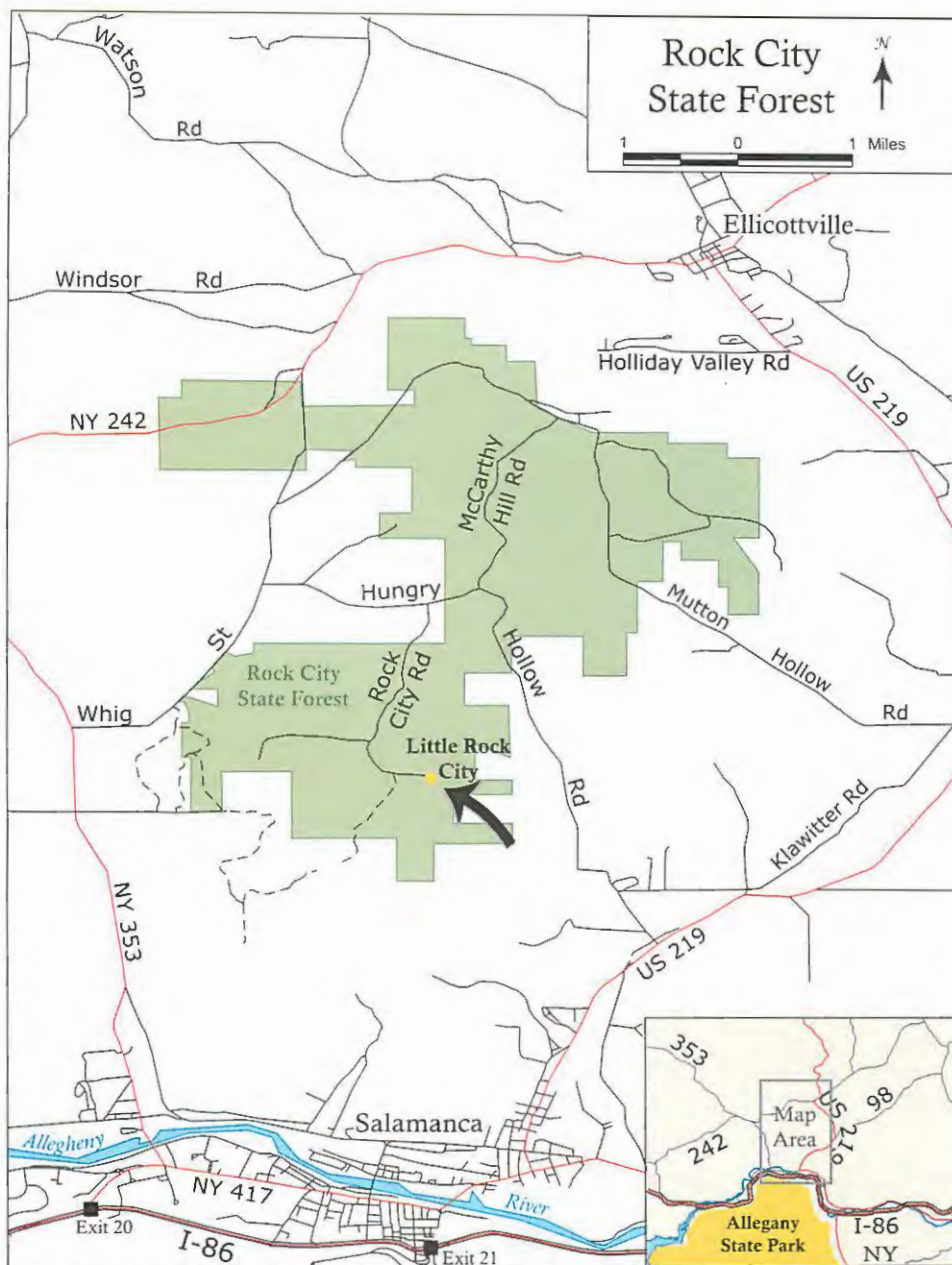 Rock City
State Forest
N
1 0 1 Miles
Watson
Rd
Ellicottville
Windsor Rd
Holliday Valley Rd
US 219
NY 242
McCarthy
Hill Rd
Hungry
Mutton
Hollow
Rd
Hollow
Rd
St
Whig
Rock City
State Forest
Rock
City Rd
Little Rock
City
Klawitter Rd
NY 353
US 219
Salamanca
Allegheny
River
NY 417
Exit 20
I-86
Exit 21
353
US 219
98
Map
Area
242
Allegany
State Park
I-86
NY